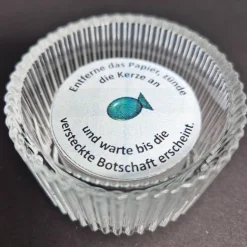 Entferne das Papier, zünde
die Kerze an
und warte bis die
versteckte Botschaft erscheint.